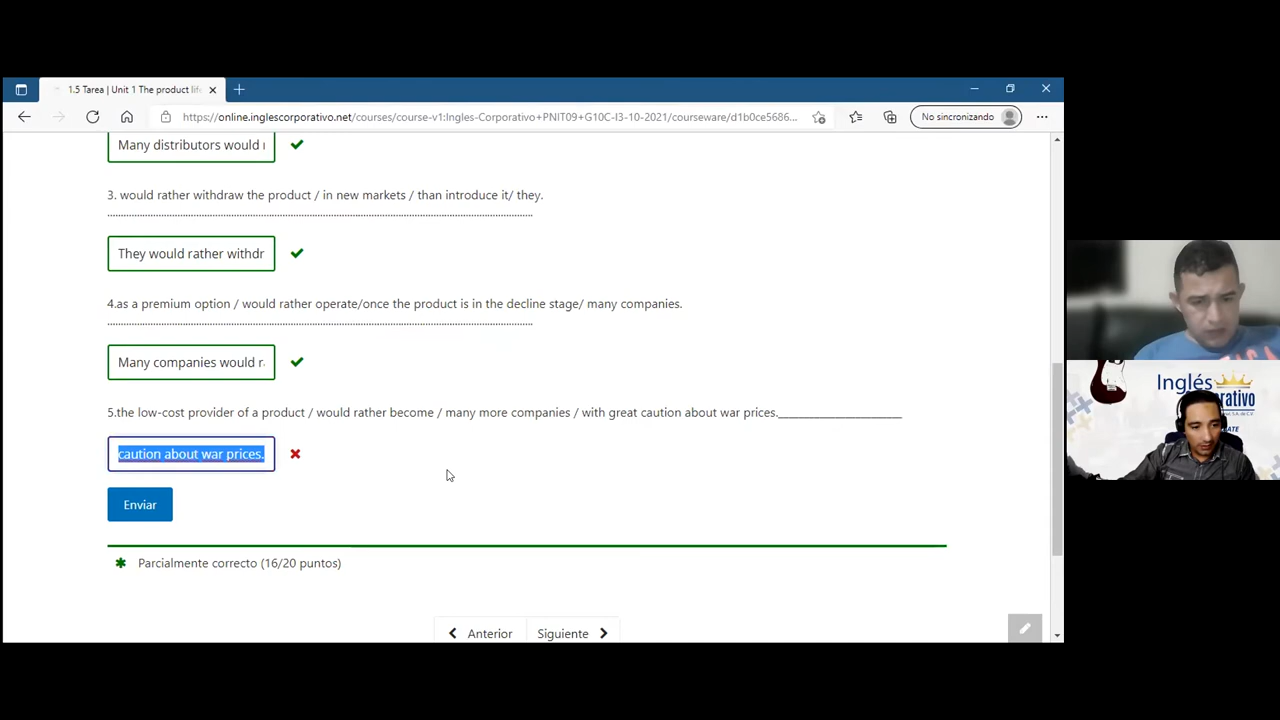 1.5 Tarea | Unit 1 The product lif
https://online.inglescorporativo.net/courses/course-v1:Ingles-Corporativo+PNIT09+G10C-I3-10-2021/courseware/d1b0ce5686...
No sincronizando
Many distributors would
3. would rather withdraw the product / in new markets / than introduce it/ they.
They would rather withdr
4.as a premium option / would rather operate/once the product is in the decline stage/ many companies.
Many companies would r
5.the low-cost provider of a product / would rather become / many more companies / with great caution about war prices.______________________
caution about war prices.
Enviar
Parcialmente correcto (16/20 puntos)
Anterior
Siguiente
Inglés